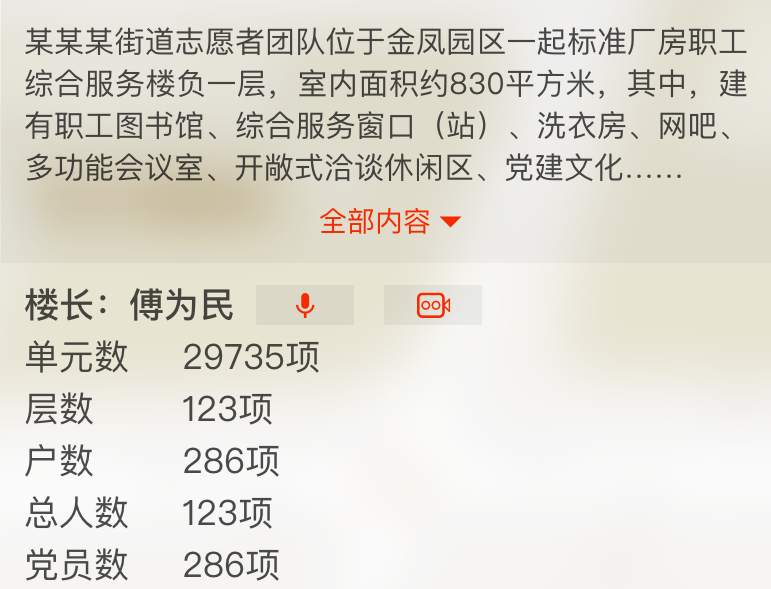 某某某街道志愿者团队位于金凤园区一起标准厂房职工
综合服务楼负一层，室内面积约830平方米，其中，建
有职工图书馆、综合服务窗口（站）、洗衣房、网吧、
多功能会议室、开敞式洽谈休闲区、党建文化……
全部内容
楼长：傅为民
单元数 29735项
层数 123项
户数 286项
总人数 123项
党员数 286项